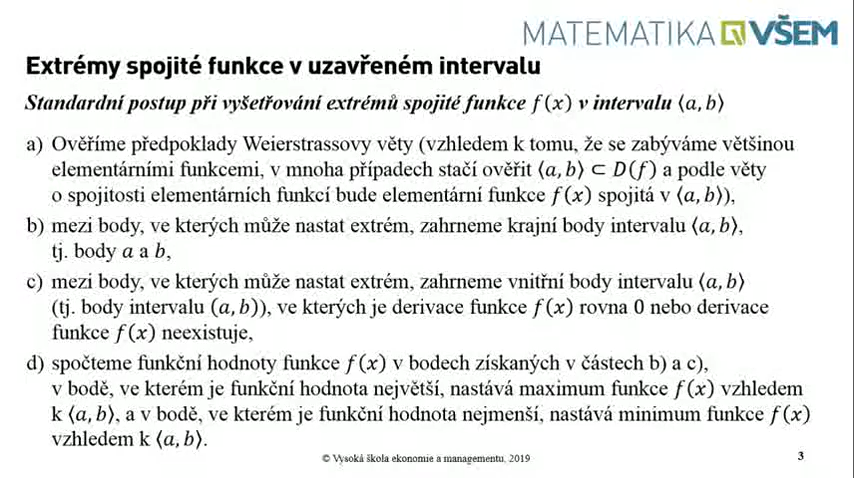 MATEMATIKA VŠEM
Extrémy spojité funkce v uzavřeném intervalu
Standardní postup při vyšetřování extrémů spojité funkce f(x) v intervalu ⟨a, b⟩
a) Ověříme předpoklady Weierstrassovy věty (vzhledem k tomu, že se zabýváme většinou
elementárními funkcemi, v mnoha případech stačí ověřit ⟨a, b⟩ ⊂ D(f) a podle věty
o spojitosti elementárních funkcí bude elementární funkce f(x) spojitá v ⟨a, b⟩),
b) mezi body, ve kterých může nastat extrém, zahrneme krajní body intervalu ⟨a, b⟩,
tj. body a a b,
c) mezi body, ve kterých může nastat extrém, zahrneme vnitřní body intervalu ⟨a, b⟩
(tj. body intervalu (a, b)), ve kterých je derivace funkce f(x) rovna 0 nebo derivace
funkce f(x) neexistuje,
d) spočteme funkční hodnoty funkce f(x) v bodech získaných v částech b) a c),
v bodě, ve kterém je funkční hodnota největší, nastává maximum funkce f(x) vzhledem
k ⟨a, b⟩, a v bodě, ve kterém je funkční hodnota nejmenší, nastává minimum funkce f(x)
vzhledem k ⟨a, b⟩.
© Vysoká škola ekonomie a managementu, 2019
3